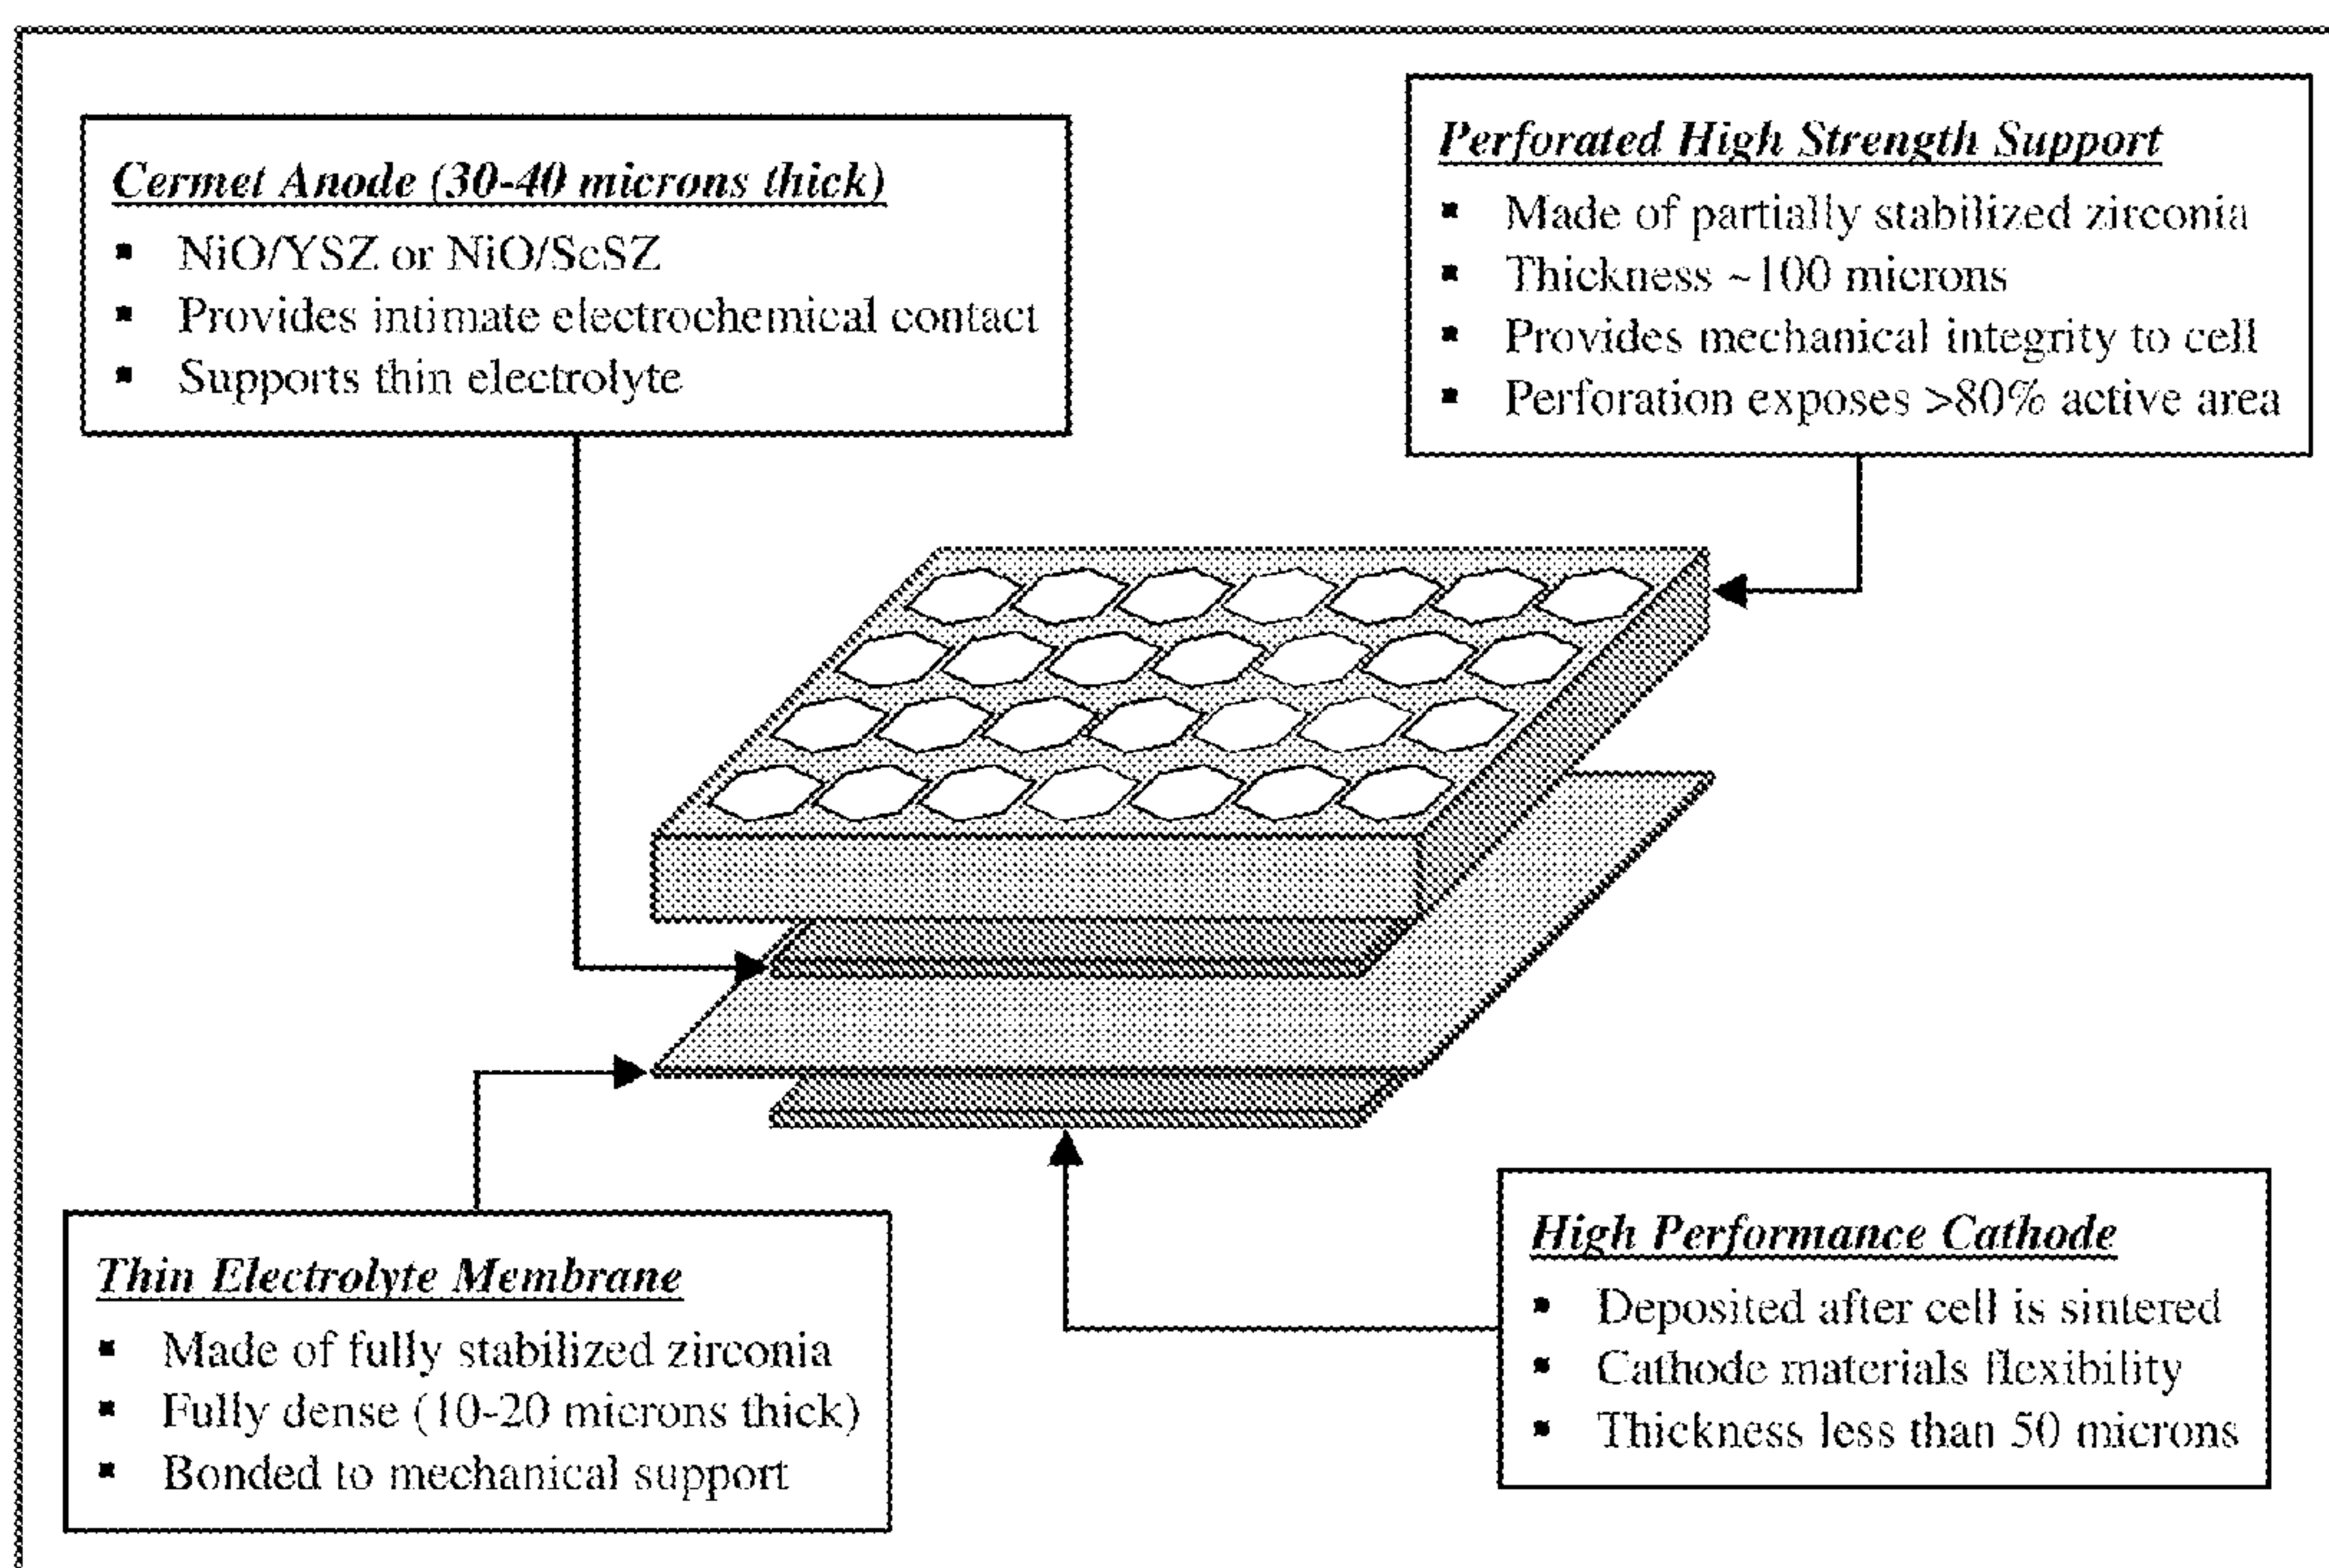 Cermet Anode (30-40 microns thick)
▪ NiO/YSZ or NiO/ScSZ
▪ Provides intimate electrochemical contact
▪ Supports thin electrolyte
Perforated High Strength Support
▪ Made of partially stabilized zirconia
▪ Thickness ~100 microns
▪ Provides mechanical integrity to cell
▪ Perforation exposes >80% active area
Thin Electrolyte Membrane
▪ Made of fully stabilized zirconia
▪ Fully dense (10-20 microns thick)
▪ Bonded to mechanical support
High Performance Cathode
▪ Deposited after cell is sintered
▪ Cathode materials flexibility
▪ Thickness less than 50 microns